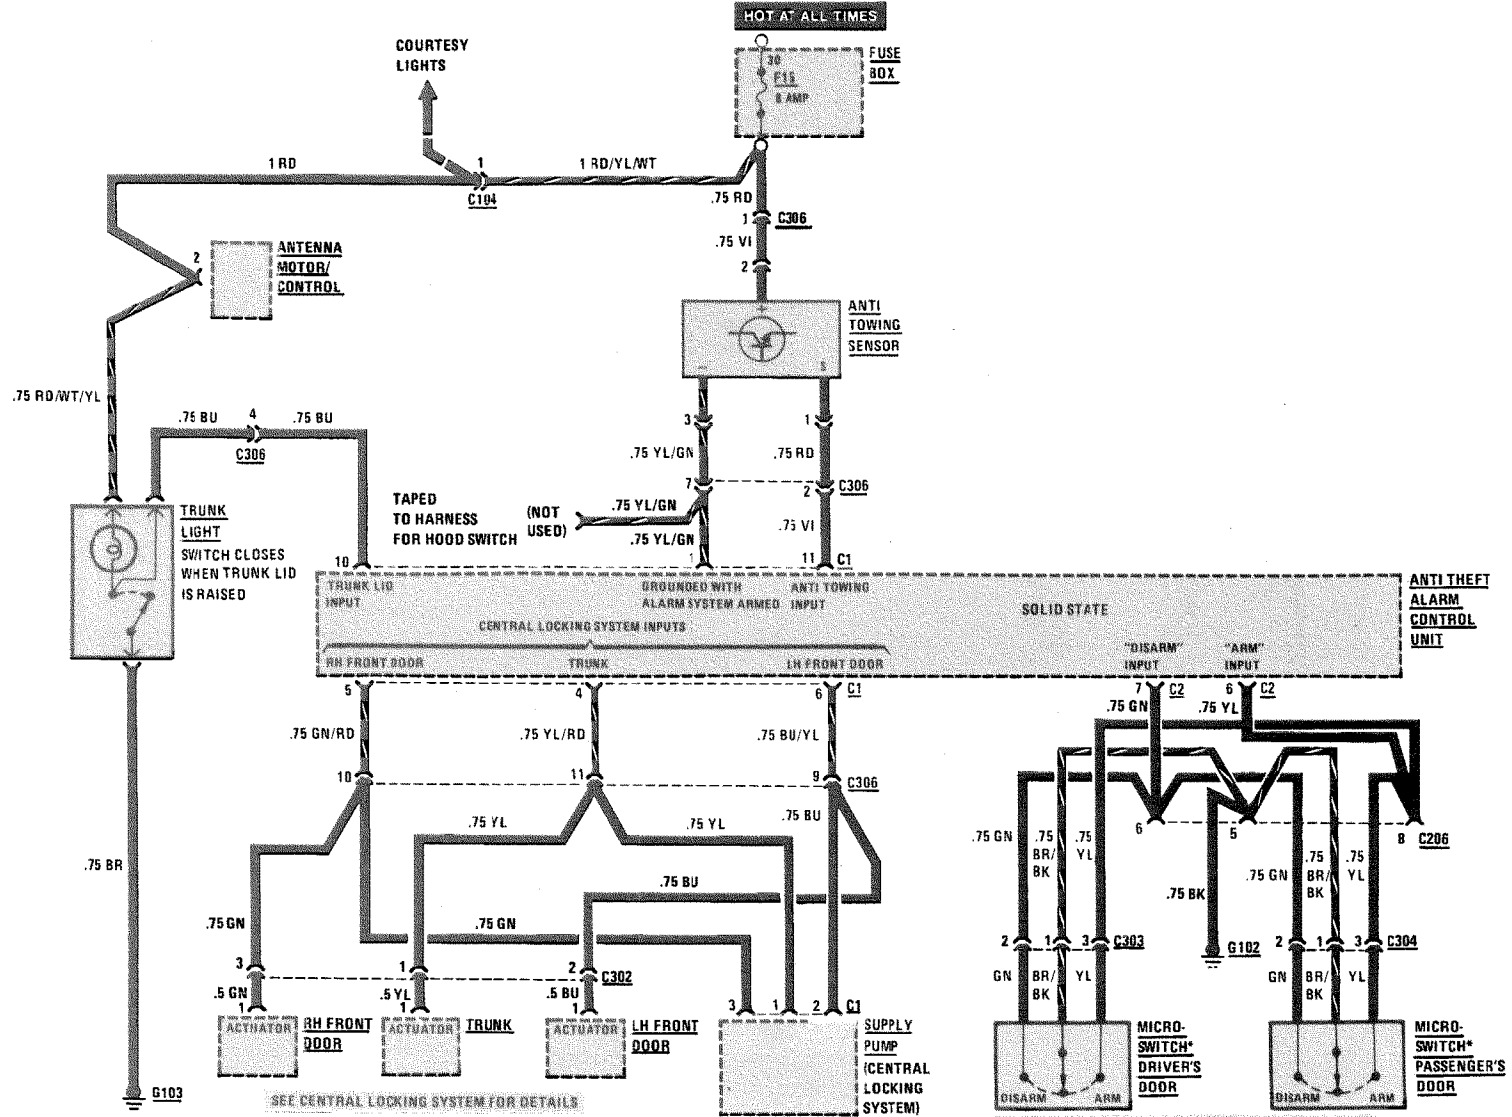 HOT AT ALL TIMES
COURTESY
LIGHTS
30
F15
8 AMP
FUSE
BOX
1 RD
1
1 RD/YL/WT
C104
.75 RD
1
C306
.75 VI
2
2
ANTENNA
MOTOR/
CONTROL
+
ANTI
TOWING
SENSOR
–
S
.75 RD/WT/YL
.75 BU
4
.75 BU
C306
3
1
.75 YL/GN
.75 RD
7
2
C306
TAPED
TO HARNESS
FOR HOOD SWITCH
(NOT
USED)
.75 YL/GN
.75 YL/GN
.75 VI
TRUNK
LIGHT
SWITCH CLOSES
WHEN TRUNK LID
IS RAISED
10
1
11
C1
TRUNK LID
INPUT
GROUNDED WITH
ALARM SYSTEM ARMED
ANTI TOWING
INPUT
SOLID STATE
ANTI THEFT
ALARM
CONTROL
UNIT
CENTRAL LOCKING SYSTEM INPUTS
RH FRONT DOOR
TRUNK
LH FRONT DOOR
"DISARM"
INPUT
"ARM"
INPUT
5
4
6
C1
7
C2
6
C2
.75 GN
.75 YL
.75 GN/RD
.75 YL/RD
.75 BU/YL
10
11
9
C306
.75 YL
.75 YL
.75 BU
6
5
8
C206
.75 GN
.75
BR/
BK
.75
YL
.75 BK
.75 GN
.75
BR/
BK
.75
YL
.75 BR
.75 BU
.75 GN
.75 GN
2
1
3
C303
G102
2
1
3
C304
3
1
2
C302
GN
BR/
BK
YL
GN
BR/
BK
YL
.5 GN
1
.5 YL
1
.5 BU
1
3
1
2
C1
ACTUATOR
RH FRONT
DOOR
ACTUATOR
TRUNK
ACTUATOR
LH FRONT
DOOR
SUPPLY
PUMP
(CENTRAL
LOCKING
SYSTEM)
MICRO-
SWITCH*
DRIVER'S
DOOR
MICRO-
SWITCH*
PASSENGER'S
DOOR
DISARM
ARM
DISARM
ARM
G103
SEE CENTRAL LOCKING SYSTEM FOR DETAILS